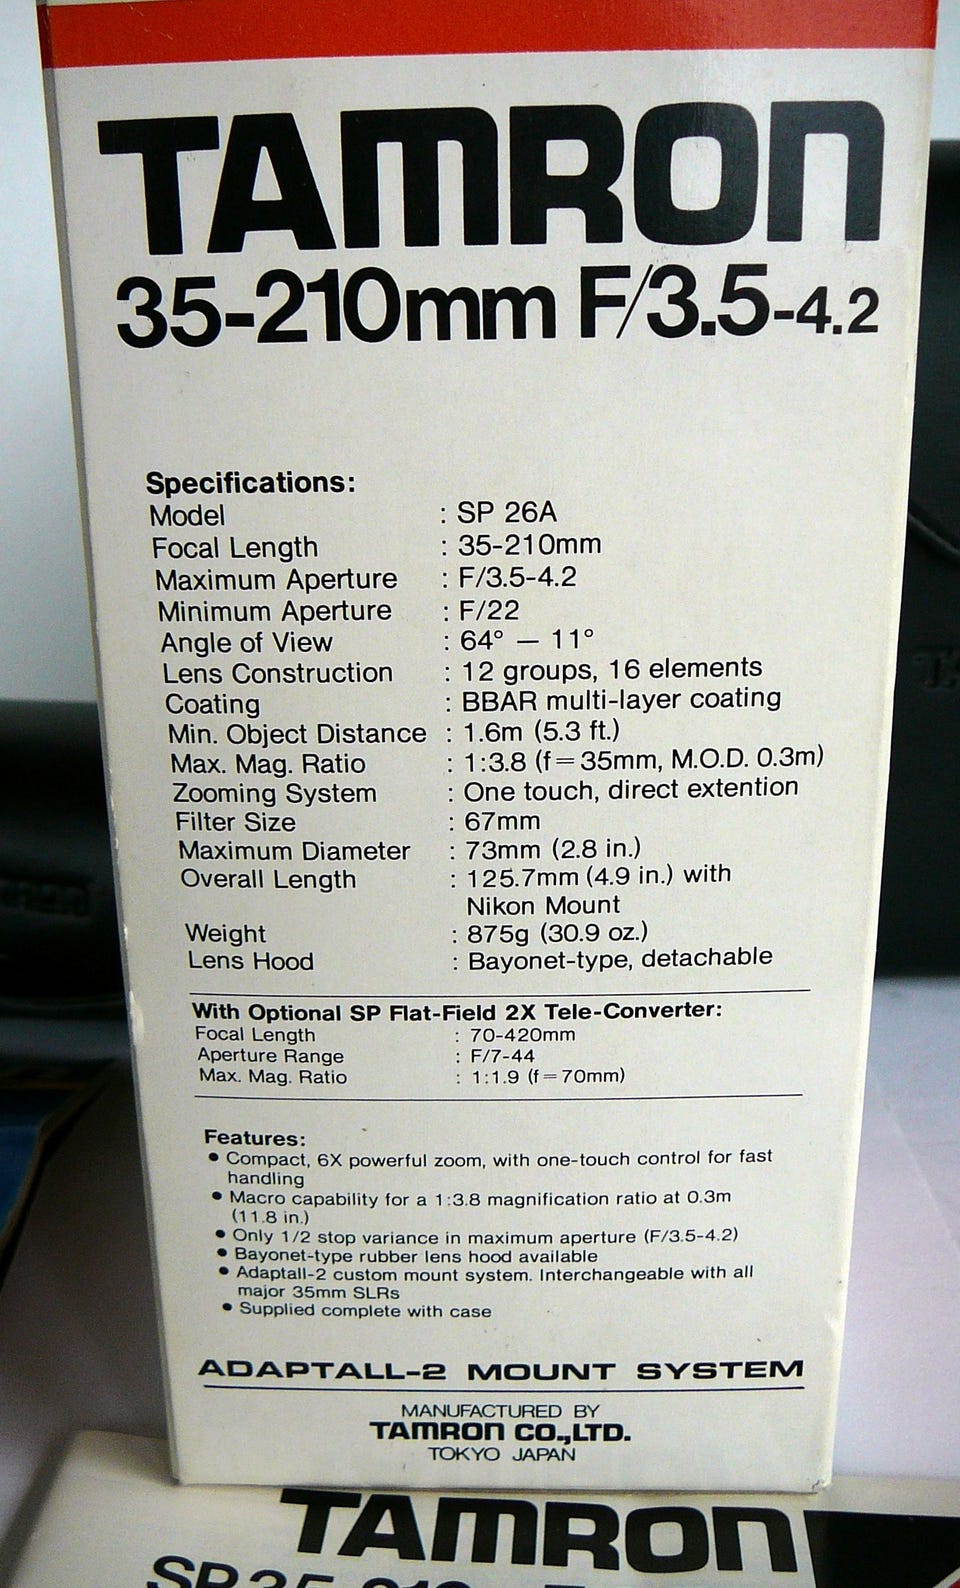 TAMRON
35-210mm F/3.5-4.2
Specifications:
Model : SP 26A
Focal Length : 35-210mm
Maximum Aperture : F/3.5-4.2
Minimum Aperture : F/22
Angle of View : 64° — 11°
Lens Construction : 12 groups, 16 elements
Coating : BBAR multi-layer coating
Min. Object Distance : 1.6m (5.3 ft.)
Max. Mag. Ratio : 1:3.8 (f=35mm, M.O.D. 0.3m)
Zooming System : One touch, direct extention
Filter Size : 67mm
Maximum Diameter : 73mm (2.8 in.)
Overall Length : 125.7mm (4.9 in.) with
Nikon Mount
Weight : 875g (30.9 oz.)
Lens Hood : Bayonet-type, detachable
With Optional SP Flat-Field 2X Tele-Converter:
Focal Length : 70-420mm
Aperture Range : F/7-44
Max. Mag. Ratio : 1:1.9 (f=70mm)
Features:
● Compact, 6X powerful zoom, with one-touch control for fast
handling
● Macro capability for a 1:3.8 magnification ratio at 0.3m
(11.8 in.)
● Only 1/2 stop variance in maximum aperture (F/3.5-4.2)
● Bayonet-type rubber lens hood available
● Adaptall-2 custom mount system. Interchangeable with all
major 35mm SLRs
● Supplied complete with case
ADAPTALL-2 MOUNT SYSTEM
MANUFACTURED BY
TAMRON CO.,LTD.
TOKYO JAPAN
TAMRON
SP 35-210